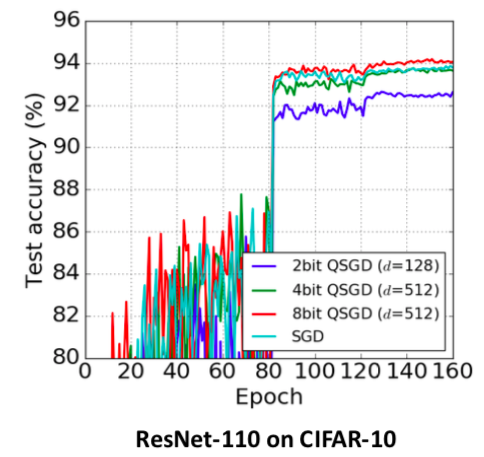 96
94
92
90
88
86
84
82
80
Test accuracy (%)
2bit QSGD (d=128)
4bit QSGD (d=512)
8bit QSGD (d=512)
SGD
0 20 40 60 80 100 120 140 160
Epoch
ResNet-110 on CIFAR-10